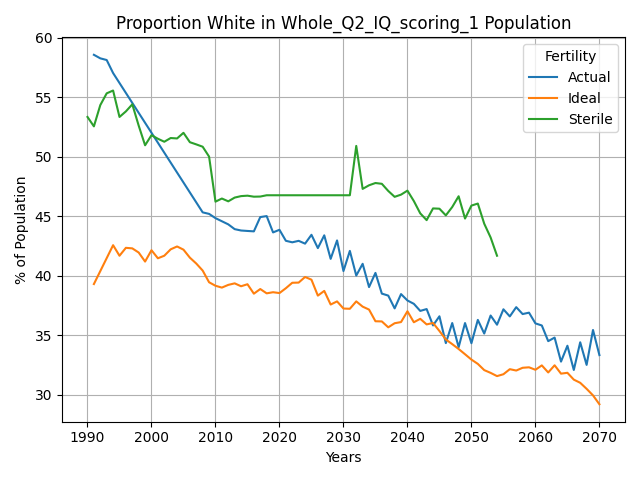 Proportion White in Whole_Q2_IQ_scoring_1 Population
60
55
50
45
40
35
30
% of Population
Fertility
Actual
Ideal
Sterile
1990 2000 2010 2020 2030 2040 2050 2060 2070
Years